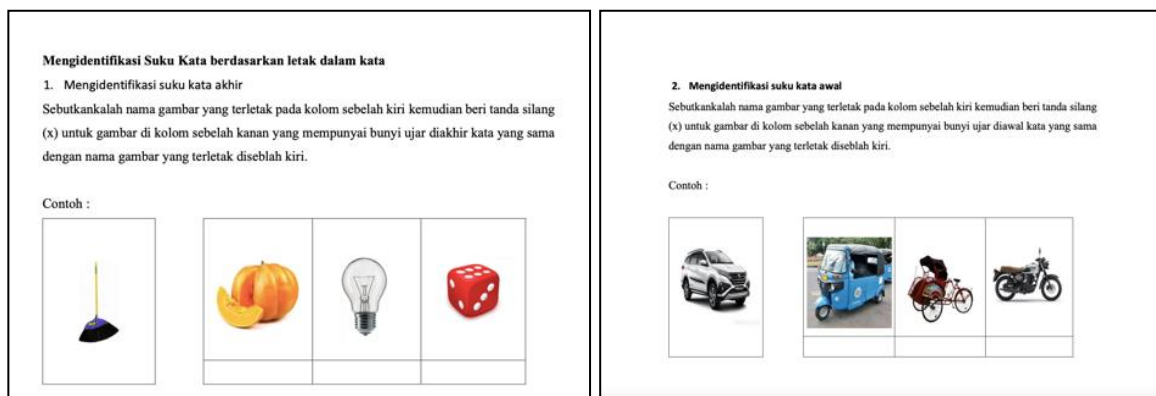 Mengidentifikasi Suku Kata berdasarkan letak dalam kata
1. Mengidentifikasi suku kata akhir
Sebutkankalah nama gambar yang terletak pada kolom sebelah kiri kemudian beri tanda silang
(x) untuk gambar di kolom sebelah kanan yang mempunyai bunyi ujar diakhir kata yang sama
dengan nama gambar yang terletak diseblah kiri.
Contoh :
2. Mengidentifikasi suku kata awal
Sebutkankalah nama gambar yang terletak pada kolom sebelah kiri kemudian beri tanda silang
(x) untuk gambar di kolom sebelah kanan yang mempunyai bunyi ujar diawal kata yang sama
dengan nama gambar yang terletak diseblah kiri.
Contoh :